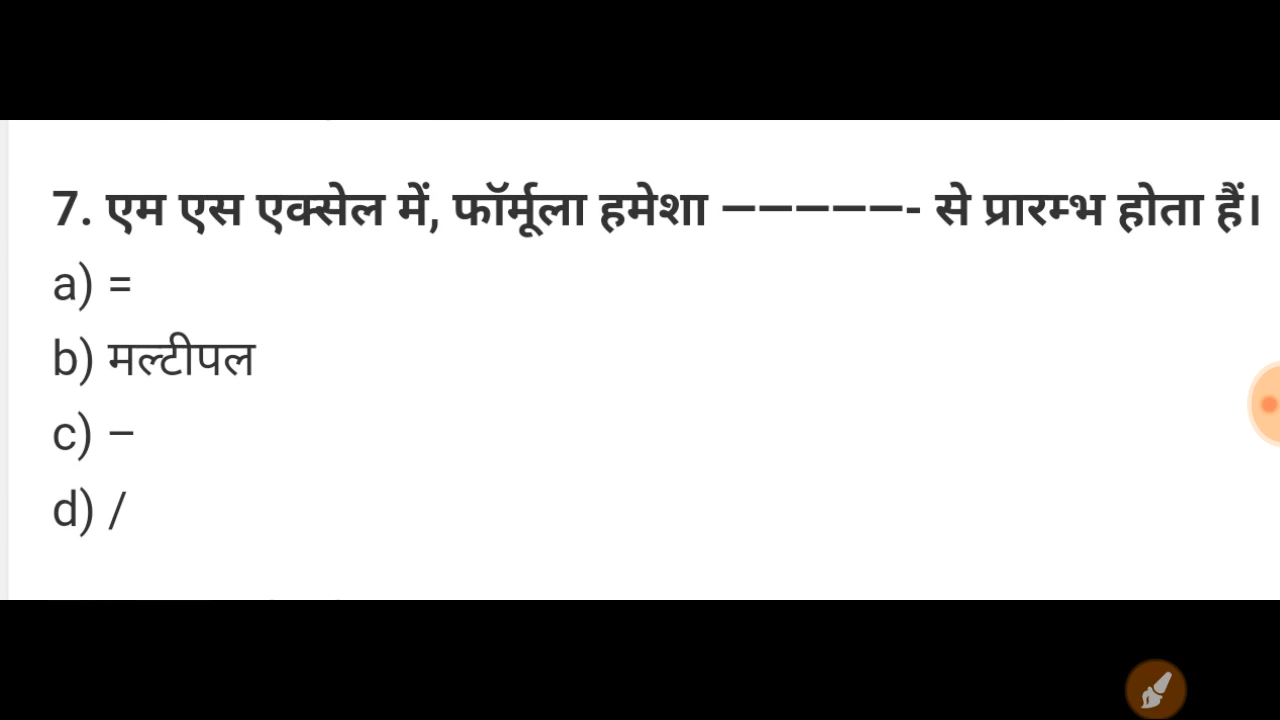 7. एम एस एक्सेल में, फॉर्मूला हमेशा –––––- से प्रारम्भ होता हैं।
a) =
b) मल्टीपल
c) –
d) /